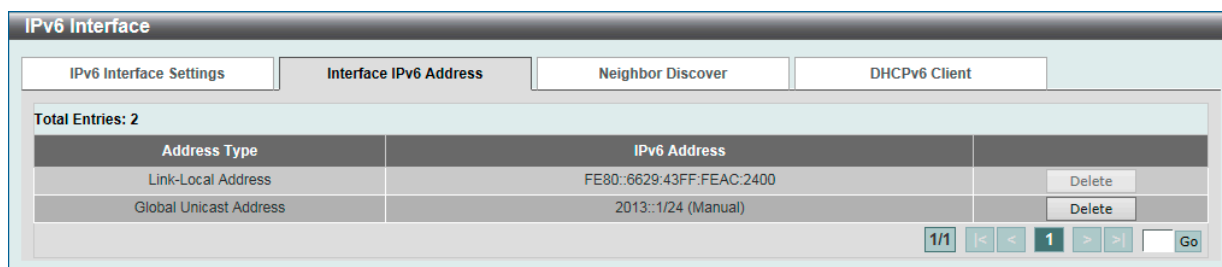 IPv6 Interface
IPv6 Interface Settings Interface IPv6 Address Neighbor Discover DHCPv6 Client
Total Entries: 2
Address Type IPv6 Address
Link-Local Address FE80::6629:43FF:FEAC:2400 Delete
Global Unicast Address 2013::1/24 (Manual) Delete
1/1 |< < 1 > >| Go